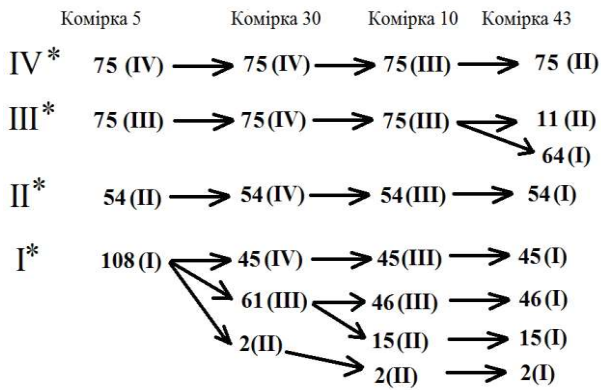 Комірка 5 Комірка 30 Комірка 10 Комірка 43
IV* 75 (IV) 75 (IV) 75 (III) 75 (II)
III* 75 (III) 75 (IV) 75 (III) 11 (II)
64 (I)
II* 54 (II) 54 (IV) 54 (III) 54 (I)
I* 108 (I) 45 (IV) 45 (III) 45 (I)
61 (III) 46 (III) 46 (I)
2(II) 15 (II) 15 (I)
2(II) 2(I)